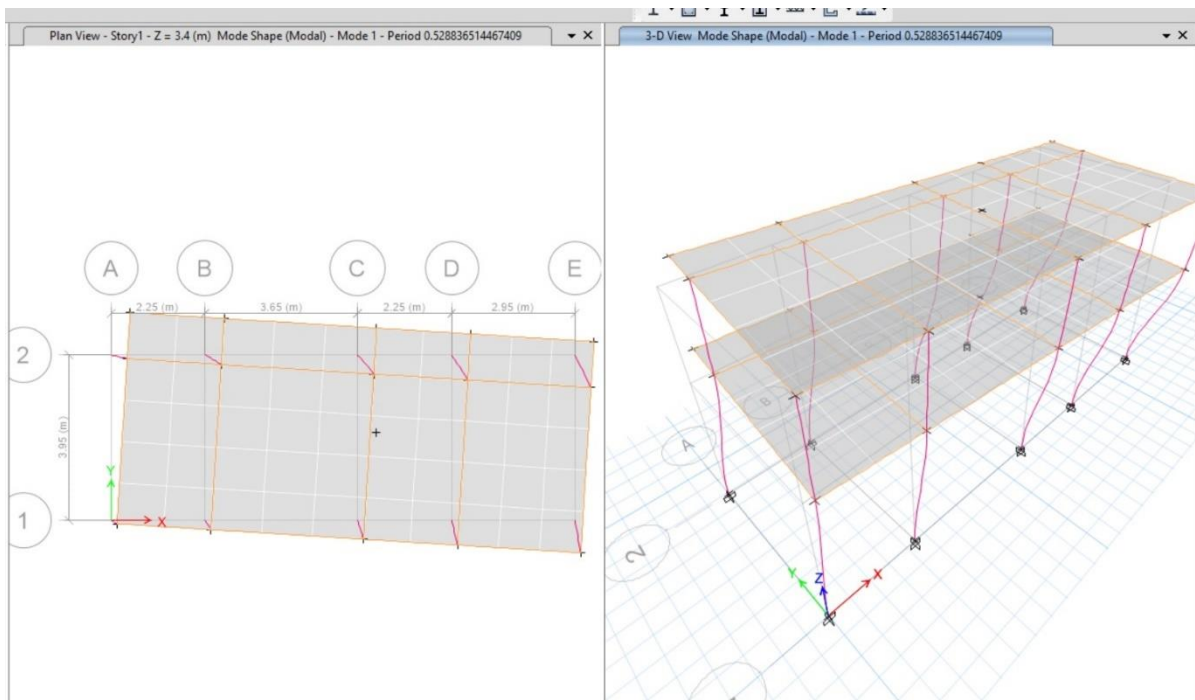 Plan View - Story1 - Z = 3.4 (m) Mode Shape (Modal) - Mode 1 - Period 0.528836514467409
3-D View Mode Shape (Modal) - Mode 1 - Period 0.528836514467409
A B C D E
2.25 (m) 3.65 (m) 2.25 (m) 2.95 (m)
2
3.95 (m)
Y
1
X
B
A
2
Y
Z
X